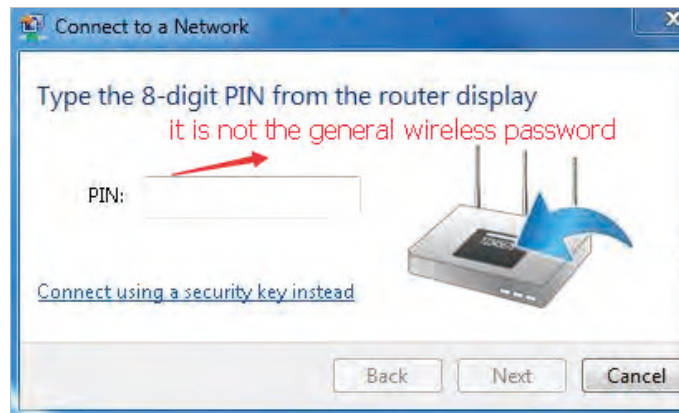 Connect to a Network
X
Type the 8-digit PIN from the router display
it is not the general wireless password
PIN:
Connect using a security key instead
Back Next Cancel